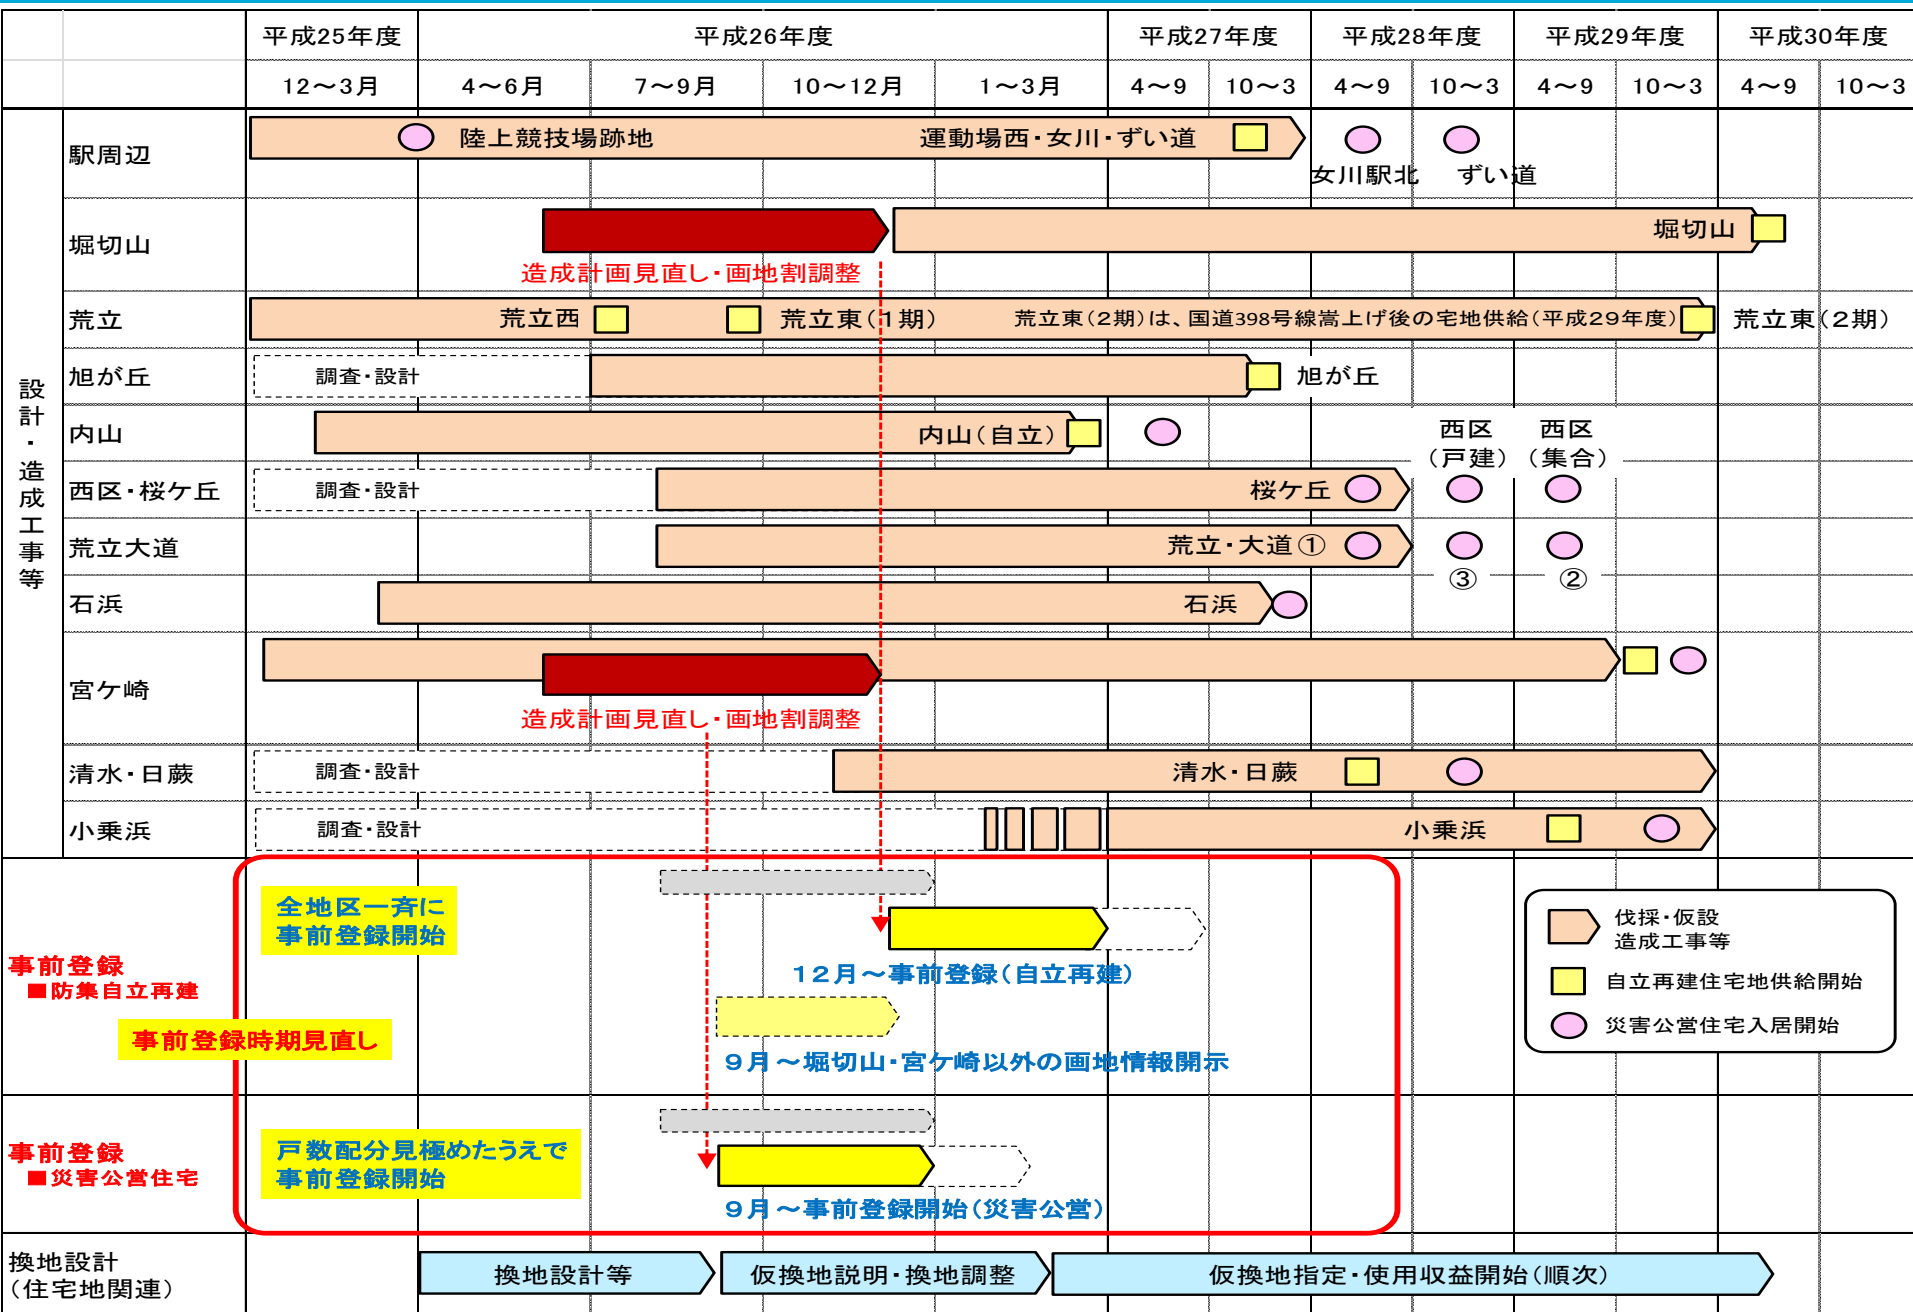 平成25年度 平成26年度 平成27年度 平成28年度 平成29年度 平成30年度
12～3月 4～6月 7～9月 10～12月 1～3月 4～9 10～3 4～9 10～3 4～9 10～3 4～9 10～3
設計・造成工事等
駅周辺 陸上競技場跡地 運動場西・女川・ずい道
女川駅北 ずい道
堀切山 堀切山
造成計画見直し・画地割調整
荒立 荒立西 荒立東(1期) 荒立東(2期)は、国道398号線嵩上げ後の宅地供給(平成29年度) 荒立東(2期)
旭が丘 調査・設計 旭が丘
内山 内山(自立)
西区(戸建) 西区(集合)
西区・桜ケ丘 調査・設計 桜ケ丘
荒立大道 荒立・大道①
③ ②
石浜 石浜
宮ケ崎
造成計画見直し・画地割調整
清水・日蕨 調査・設計 清水・日蕨
小乗浜 調査・設計 小乗浜
事前登録
■防集自立再建
全地区一斉に
事前登録開始
12月～事前登録(自立再建)
事前登録時期見直し
9月～堀切山・宮ケ崎以外の画地情報開示
伐採・仮設
造成工事等
自立再建住宅地供給開始
災害公営住宅入居開始
事前登録
■災害公営住宅
戸数配分見極めたうえで
事前登録開始
9月～事前登録開始(災害公営)
換地設計
(住宅地関連)
換地設計等 仮換地説明・換地調整 仮換地指定・使用収益開始(順次)